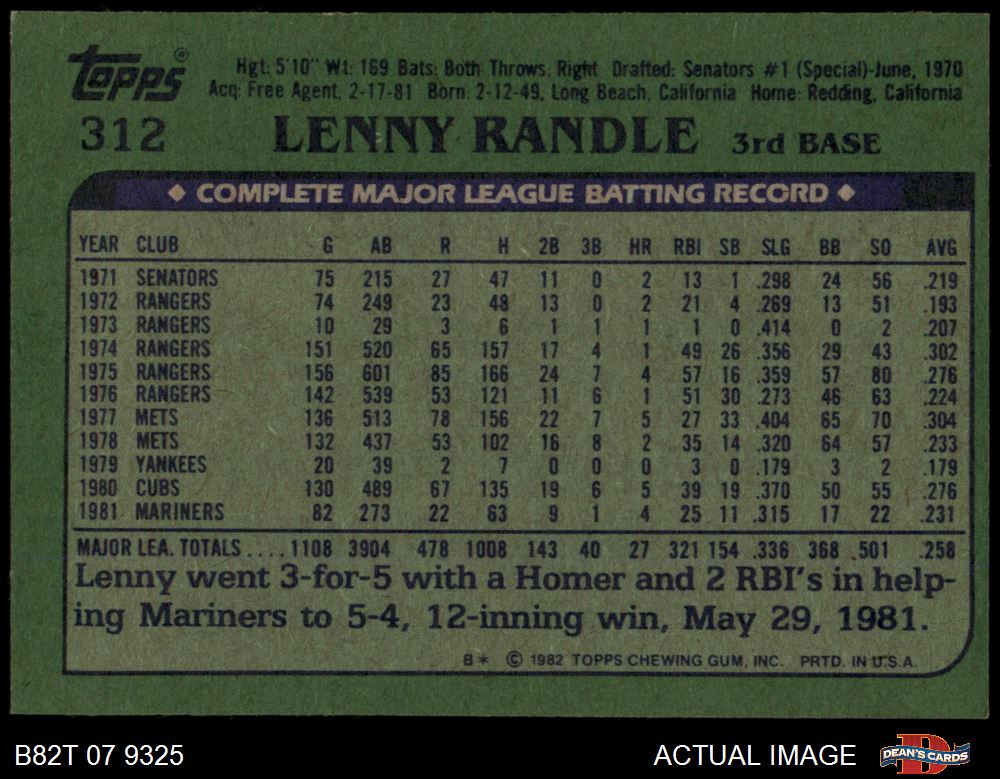 Topps®
Hgt: 5'10" Wt: 169 Bats: Both Throws: Right Drafted: Senators #1 (Special)-June, 1970
Acq: Free Agent, 2-17-81 Born: 2-12-49, Long Beach, California Home: Redding, California
312 LENNY RANDLE 3rd BASE
◆ COMPLETE MAJOR LEAGUE BATTING RECORD ◆
YEAR CLUB G AB R H 2B 3B HR RBI SB SLG BB SO AVG
1971 SENATORS 75 215 27 47 11 0 2 13 1 .298 24 56 .219
1972 RANGERS 74 249 23 48 13 0 2 21 4 .269 13 51 .193
1973 RANGERS 10 29 3 6 1 1 1 1 0 .414 0 2 .207
1974 RANGERS 151 520 65 157 17 4 1 49 26 .356 29 43 .302
1975 RANGERS 156 601 85 166 24 7 4 57 16 .359 57 80 .276
1976 RANGERS 142 539 53 121 11 6 1 51 30 .273 46 63 .224
1977 METS 136 513 78 156 22 7 5 27 33 .404 65 70 .304
1978 METS 132 437 53 102 16 8 2 35 14 .320 64 57 .233
1979 YANKEES 20 39 2 7 0 0 0 3 0 .179 3 2 .179
1980 CUBS 130 489 67 135 19 6 5 39 19 .370 50 55 .276
1981 MARINERS 82 273 22 63 9 1 4 25 11 .315 17 22 .231
MAJOR LEA. TOTALS .... 1108 3904 478 1008 143 40 27 321 154 .336 368 501 .258
Lenny went 3-for-5 with a Homer and 2 RBI's in help-
ing Mariners to 5-4, 12-inning win, May 29, 1981.
B* © 1982 TOPPS CHEWING GUM, INC. PRTD. IN U.S.A.
B82T 07 9325 ACTUAL IMAGE DEAN'S CARDS